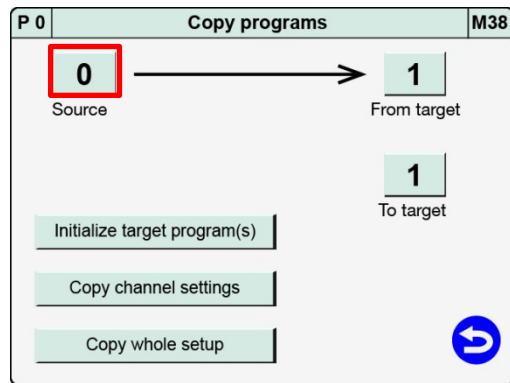 P 0 Copy programs M38
0 1
Source From target
1
To target
Initialize target program(s)
Copy channel settings
Copy whole setup